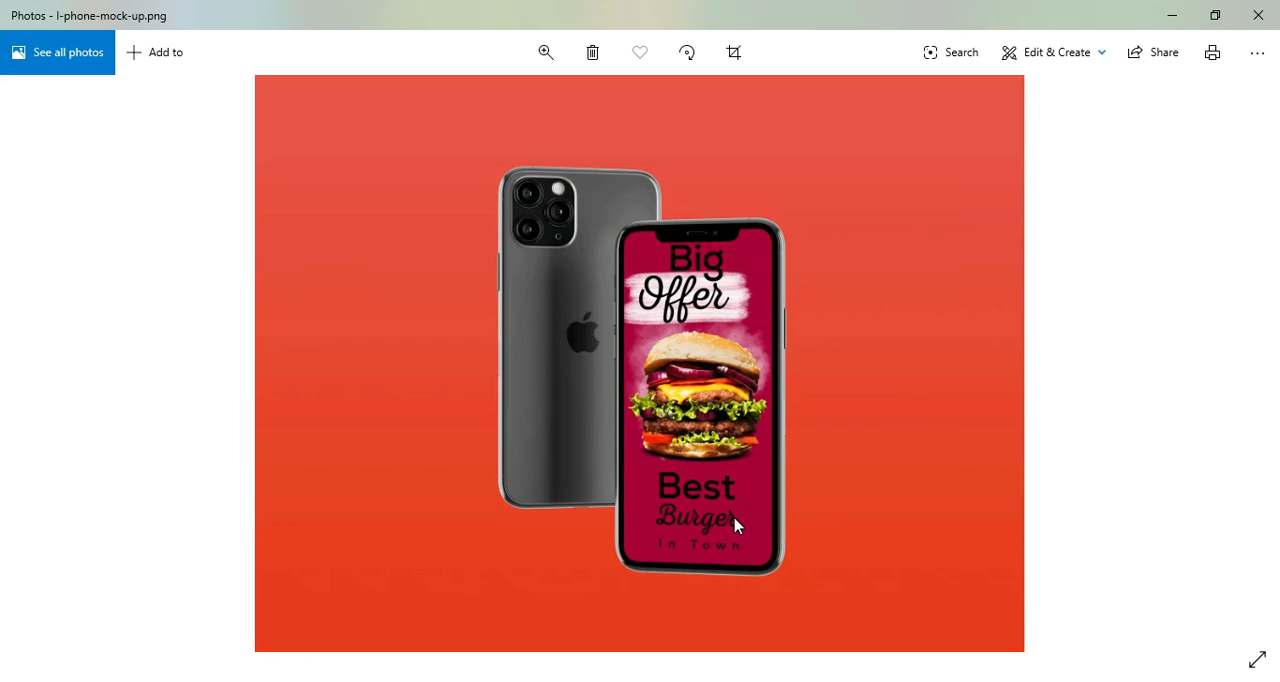 Photos - I-phone-mock-up.png
See all photos
Add to
Search
Edit & Create
Share
Big
Offer
Best
Burger
In Town